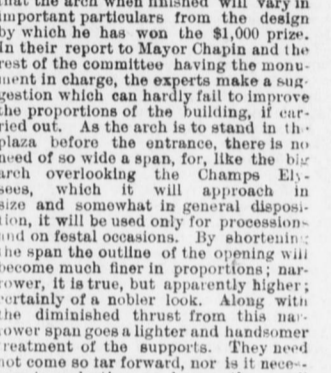 that the arch when finished will vary in
important particulars from the design
by which he has won the $1,000 prize.
In their report to Mayor Chapin and the
rest of the committee having the monu-
ment in charge, the experts make a sug-
gestion which can hardly fail to improve
the proportions of the building, if car-
ried out. As the arch is to stand in the
plaza before the entrance, there is no
need of so wide a span, for, like the big
arch overlooking the Champs Ely-
sees, which it will approach in
size and somewhat in general disposi-
tion, it will be used only for processions
and on festal occasions. By shortening
the span the outline of the opening will
become much finer in proportions; nar-
rower, it is true, but apparently higher;
certainly of a nobler look. Along with
the diminished thrust from this nar-
rower span goes a lighter and handsomer
treatment of the supports. They need
not come so far forward, nor is it neces-